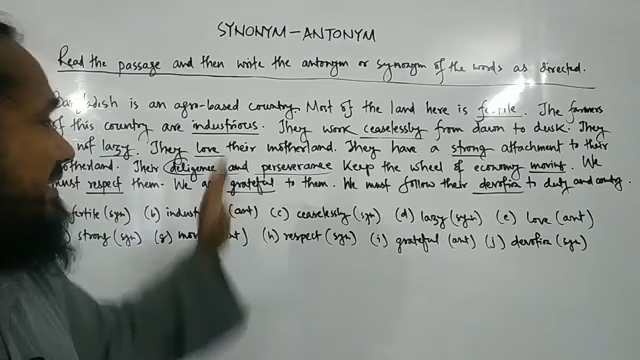 SYNONYM-ANTONYM
Read the passage and then write the antonym or synonym of the words as directed.
Bangladesh is an agro-based country. Most of the land here is fertile. The farmers
of this country are industrious. They work ceaselessly from dawn to dusk. They
lazy. They love their motherland. They have a strong attachment to their
motherland. Their deligence and perseverance Keep the wheel of economy moving. We
must respect them. We are grateful to them. We must follow their devotion to duty and country.
fertile (syn) (b) (ant) (c) ceaselessly (syn) (d) lazy (syn) (e) love (ant)
strong (syn) (g) (h) respect (syn) (i) grateful (ant) (j) devotion (syn)